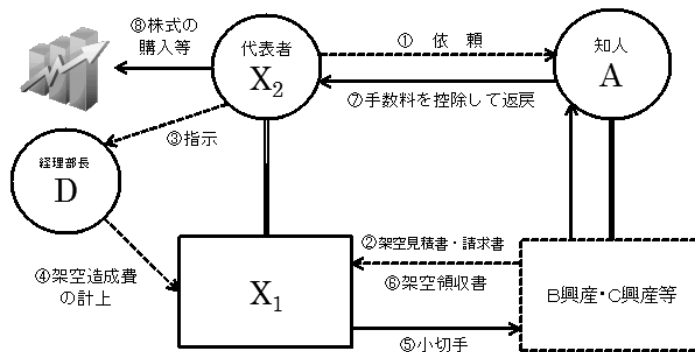 ⑧株式の
購入等
代表者
X₂
①　依　頼
知人
A
⑦手数料を控除して返戻
③指示
経理部長
D
②架空見積書・請求書
④架空造成費
の計上
X₁
⑥架空領収書
B興産・C興産等
⑤小切手